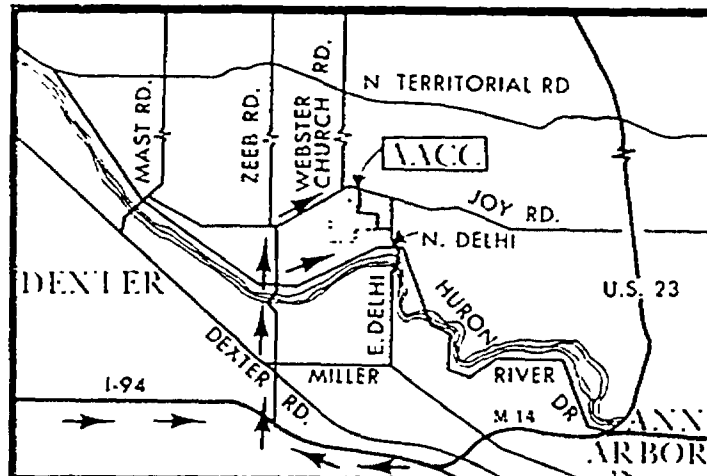 N TERRITORIAL RD
MAST RD.
ZEEB RD.
WEBSTER
CHURCH RD.
AACC
JOY RD.
N. DELHI
DEXTER
HURON
U.S. 23
E. DELHI
DEXTER RD.
MILLER
RIVER
DR
I-94
M 14
ANN
ARBOR